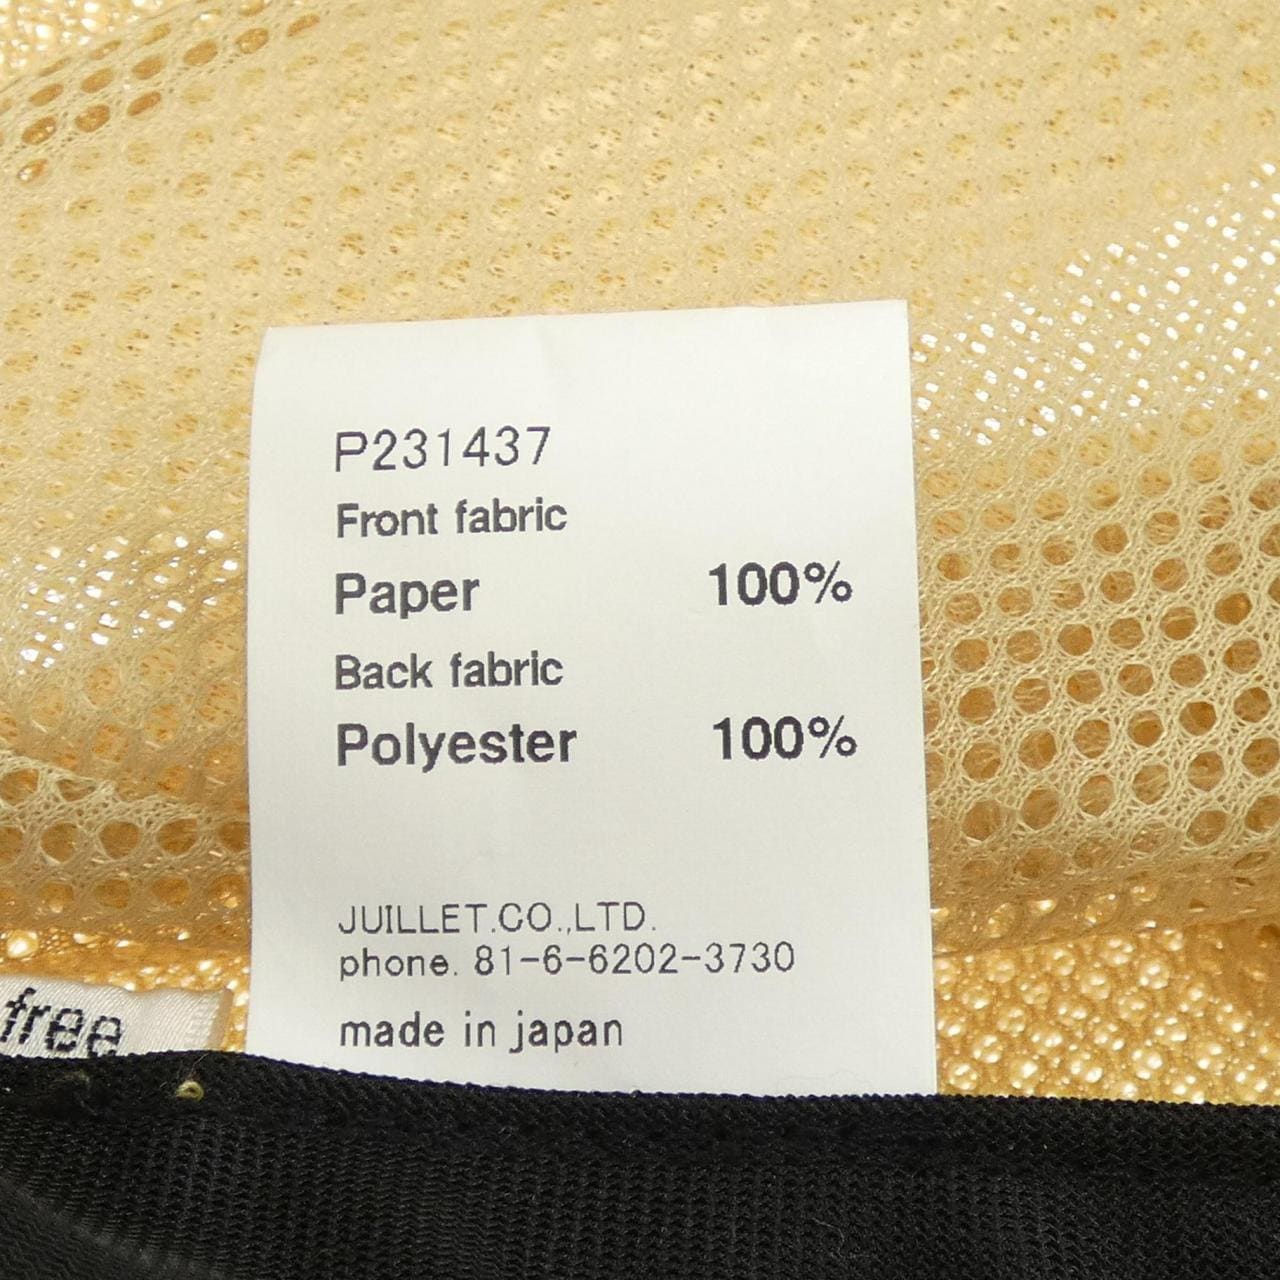 P231437
Front fabric
Paper 100%
Back fabric
Polyester 100%
JUILLET.CO.,LTD.
phone. 81-6-6202-3730
made in japan
free